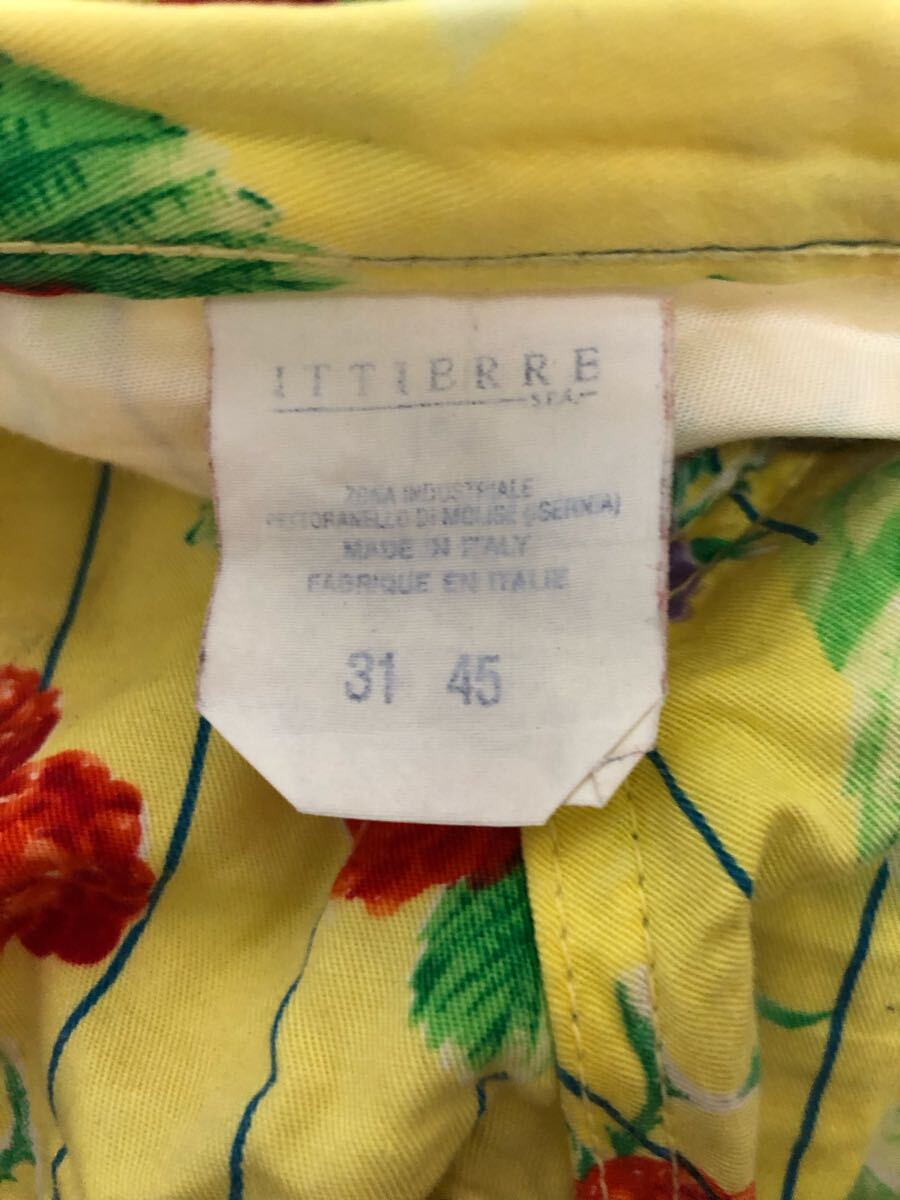 ITTIERRE
S.P.A.
ZONA INDUSTRIALE
PETTORANELLO DI MOLISE (ISERNIA)
MADE IN ITALY
FABRIQUE EN ITALIE
31 45